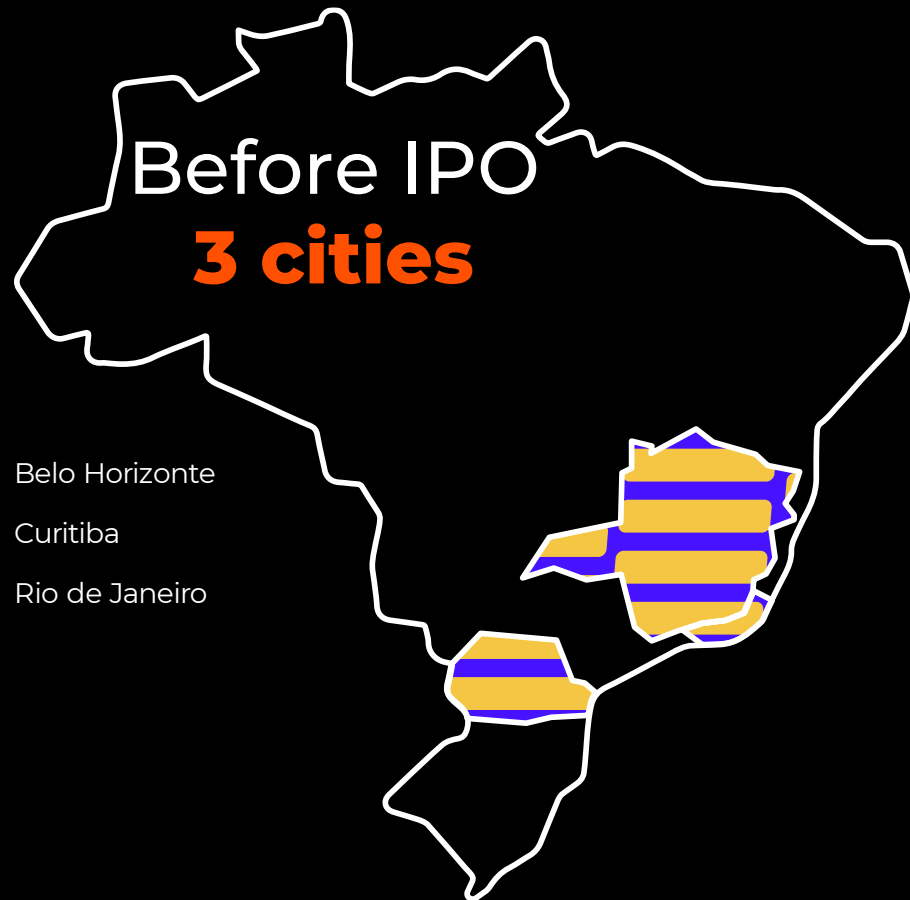 Before IPO
3 cities
Belo Horizonte
Curitiba
Rio de Janeiro